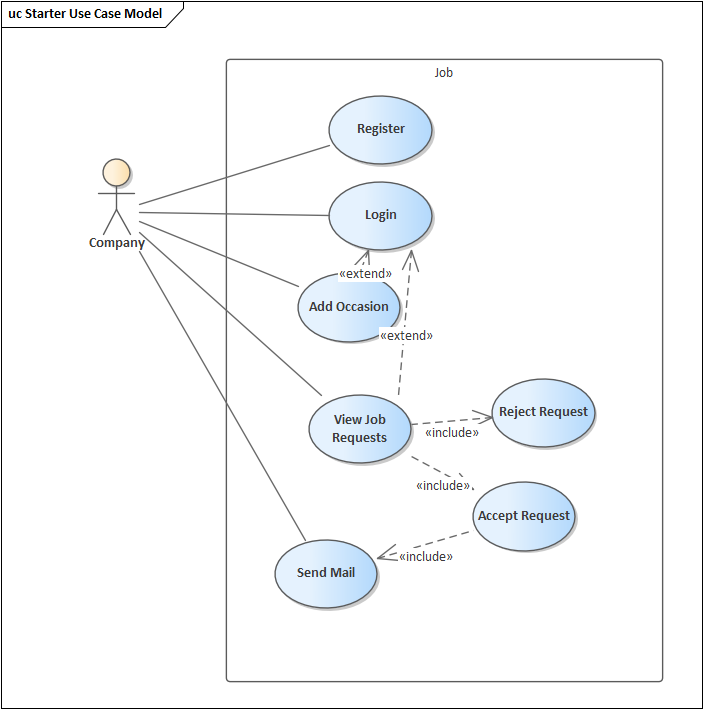 uc Starter Use Case Model
Job
Register
Login
Company
«extend»
Add Occasion
«extend»
View Job
Requests
Reject Request
«include»
«include»
Accept Request
«include»
Send Mail